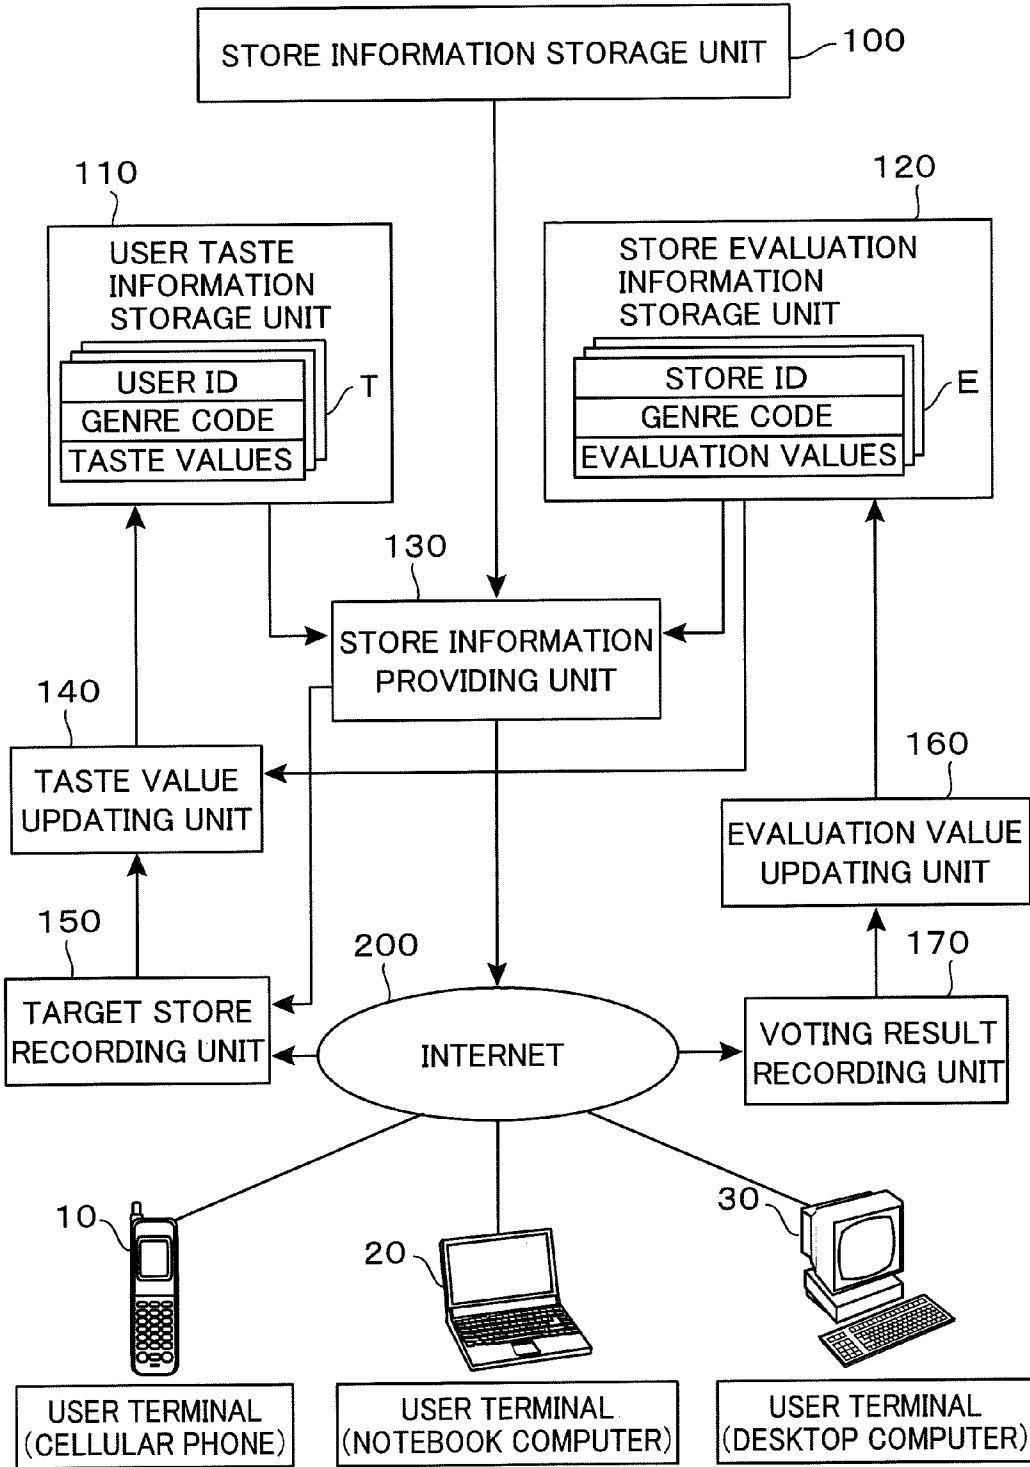 STORE INFORMATION STORAGE UNIT
100
110
USER TASTE
INFORMATION
STORAGE UNIT
USER ID
GENRE CODE
TASTE VALUES
T
120
STORE EVALUATION
INFORMATION
STORAGE UNIT
STORE ID
GENRE CODE
EVALUATION VALUES
E
130
STORE INFORMATION
PROVIDING UNIT
140
TASTE VALUE
UPDATING UNIT
160
EVALUATION VALUE
UPDATING UNIT
150
TARGET STORE
RECORDING UNIT
200
INTERNET
170
VOTING RESULT
RECORDING UNIT
10
20
30
USER TERMINAL
(CELLULAR PHONE)
USER TERMINAL
(NOTEBOOK COMPUTER)
USER TERMINAL
(DESKTOP COMPUTER)